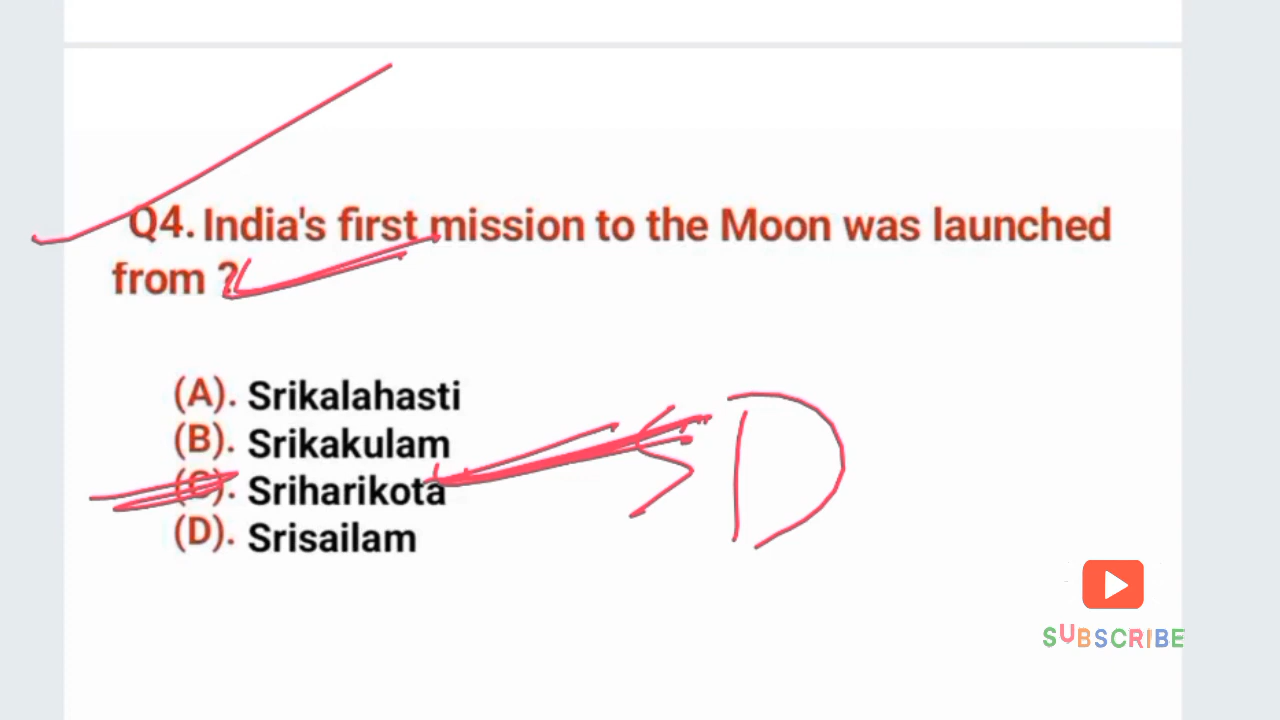 Q4. India's first mission to the Moon was launched
from ?
(A). Srikalahasti
(B). Srikakulam
(C). Sriharikota
(D). Srisailam
D
SUBSCRIBE